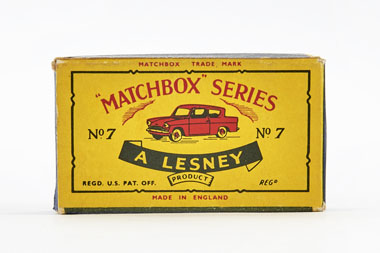 MATCHBOX TRADE MARK
"MATCHBOX" SERIES
No 7 No 7
A LESNEY
PRODUCT
REGD. U.S. PAT. OFF. REGD
MADE IN ENGLAND